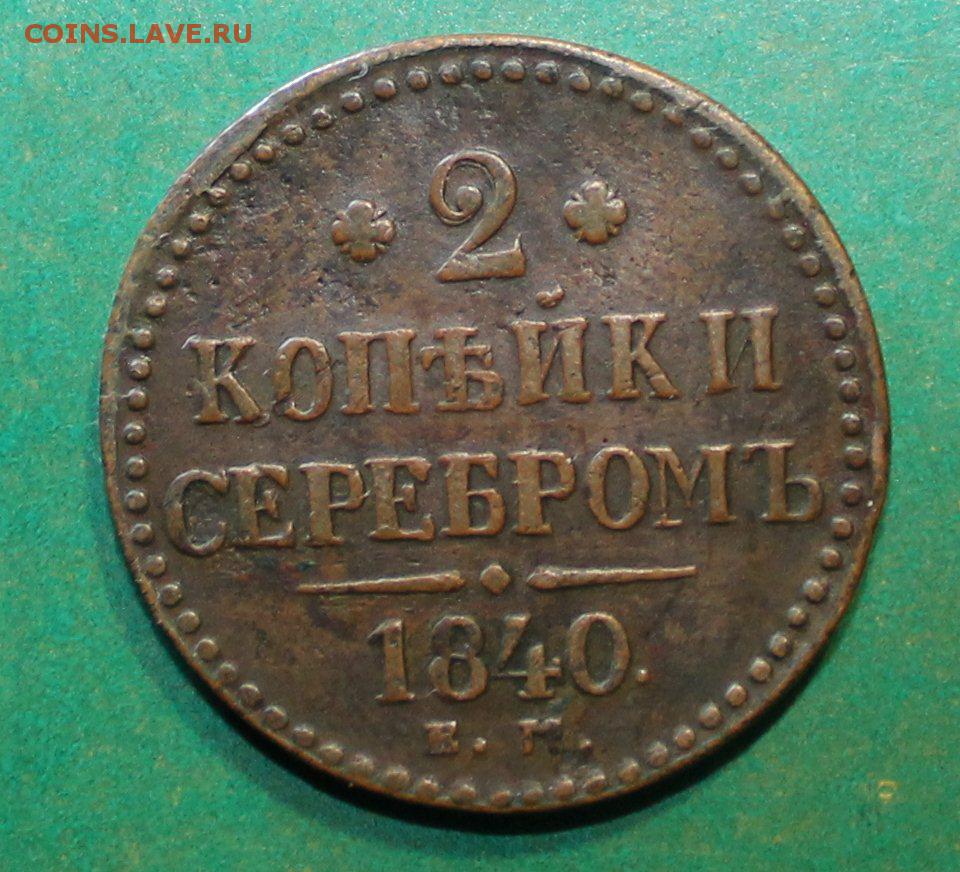 COINS.LAVE.RU
2
КОПѢЙКИ
СЕРЕБРОМЪ
1840.
Е. М.